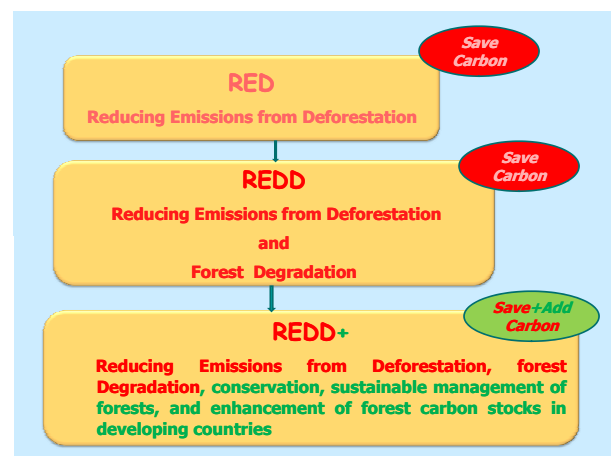 Save
Carbon
RED
Reducing Emissions from Deforestation
Save
Carbon
REDD
Reducing Emissions from Deforestation
and
Forest Degradation
Save+Add
Carbon
REDD+
Reducing Emissions from Deforestation, forest
Degradation, conservation, sustainable management of
forests, and enhancement of forest carbon stocks in
developing countries